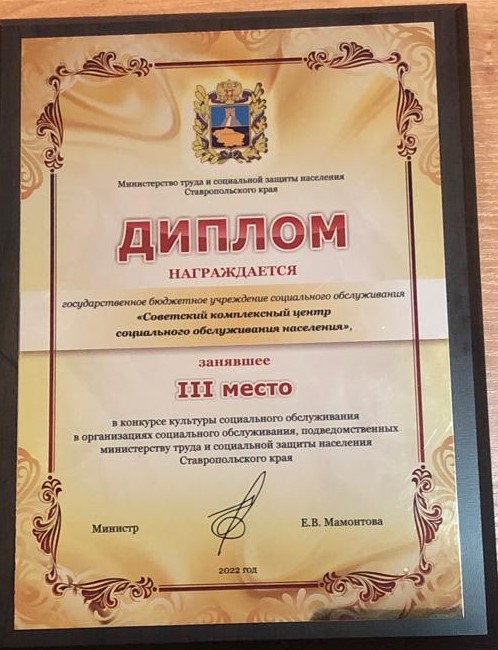 Министерство труда и социальной защиты населения
Ставропольского края
ДИПЛОМ
НАГРАЖДАЕТСЯ
государственное бюджетное учреждение социального обслуживания
«Советский комплексный центр
социального обслуживания населения»,
занявшее
III место
в конкурсе культуры социального обслуживания
в организациях социального обслуживания, подведомственных
министерству труда и социальной защиты населения
Ставропольского края
Министр Е.В. Мамонтова
2022 год